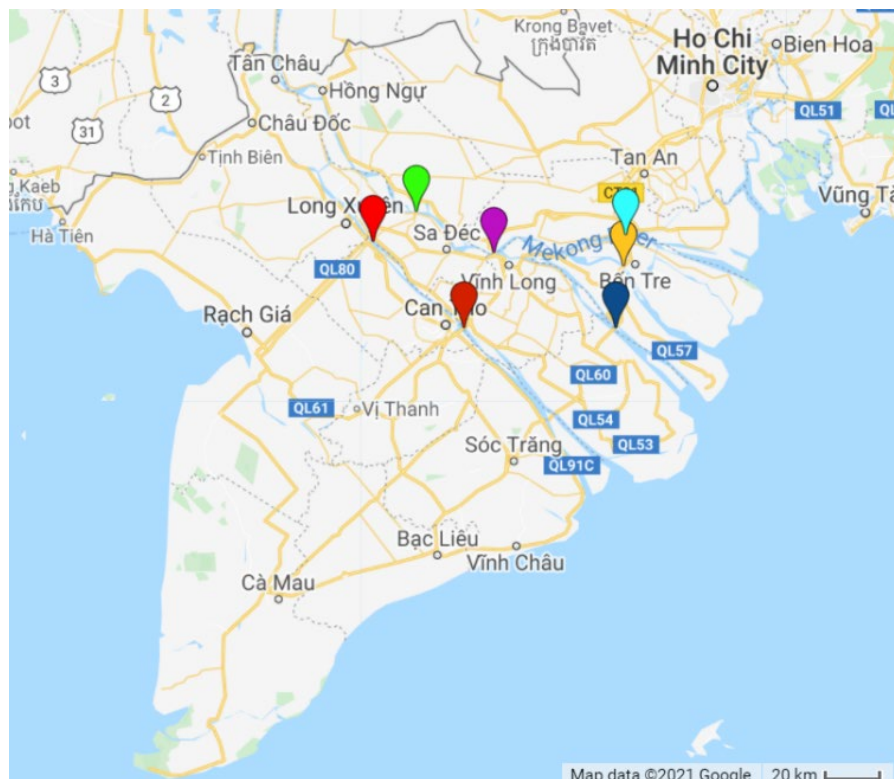 Krong Bavet
ក្រុងបាវិត
Ho Chi
Minh City
Bien Hoa
3
Tân Châu
2
Hồng Ngự
QL51
31
Châu Đốc
Tịnh Biên
Tan An
Hà Tiên
Long Xuyên
Sa Đéc
Mekong River
QL80
Vĩnh Long
Bến Tre
Rạch Giá
Can Tho
QL57
QL60
QL61
Vị Thanh
QL54
QL53
Sóc Trăng
QL91C
Bạc Liêu
Vĩnh Châu
Cà Mau
Map data ©2021 Google
20 km